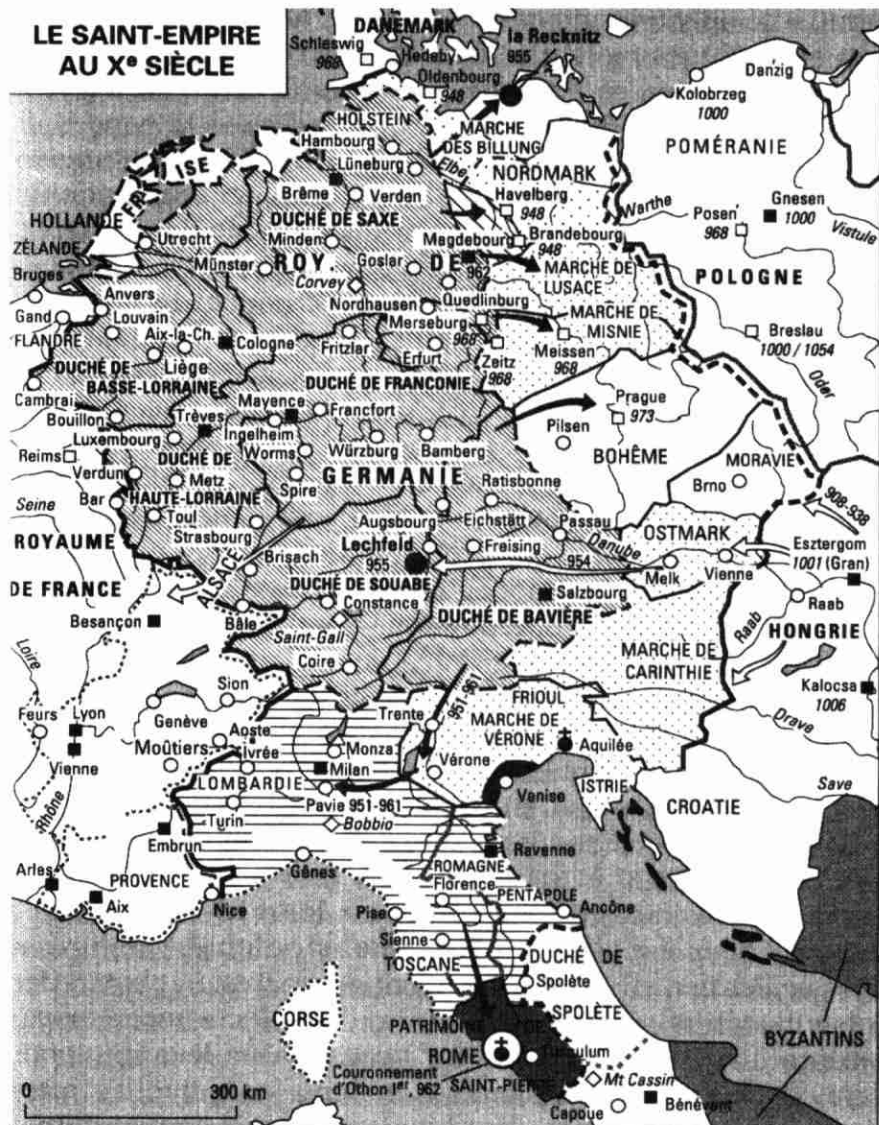 LE SAINT-EMPIRE
AU Xᵉ SIÈCLE
DANEMARK
Schleswig
968
Hedeby
Oldenbourg
948
la Recknitz
955
Danzig
Kolobrzeg
1000
HOLSTEIN
Hambourg
MARCHE
DES BILLUNG
POMÉRANIE
Lüneburg
Elbe
NORDMARK
FRISE
Brême
Verden
Havelberg
948
Warthe
Gnesen
1000
HOLLANDE
DUCHÉ DE SAXE
Posen
968
Vistule
ZÉLANDE
Utrecht
Minden
Magdebourg
962
Brandebourg
948
Bruges
Münster
ROY.
Goslar
DE
MARCHE DE
LUSACE
POLOGNE
Corvey
Anvers
Nordhausen
Quedlinburg
MARCHE DE
MISNIE
Gand
Louvain
Aix-la-Ch.
Merseburg
968
Breslau
1000 / 1054
FLANDRE
Liège
Cologne
Fritzlar
Erfurt
Zeitz
968
Meissen
968
DUCHÉ DE
BASSE-LORRAINE
DUCHÉ DE FRANCONIE
Oder
Cambrai
Mayence
Prague
973
Bouillon
Trèves
Francfort
Pilsen
Luxembourg
Ingelheim
Reims
DUCHÉ DE
HAUTE-LORRAINE
Worms
Würzburg
Bamberg
BOHÊME
MORAVIE
Verdun
Metz
Spire
GERMANIE
Brno
Seine
Bar
Toul
Ratisbonne
908-938
Strasbourg
Augsbourg
Eichstätt
Passau
OSTMARK
ROYAUME
DE FRANCE
ALSACE
Brisach
Lechfeld
955
Freising
954
Danube
Esztergom
1001 (Gran)
Melk
Vienne
DUCHÉ DE SOUABE
Salzbourg
Constance
DUCHÉ DE BAVIÈRE
Raab
Raab
Besançon
Bâle
Saint-Gall
HONGRIE
Loire
Coire
MARCHE DE
CARINTHIE
Kalocsa
1006
Sion
951-961
FRIOUL
Feurs
Lyon
Genève
Trente
MARCHE DE
VÉRONE
Drave
Aoste
Monza
Aquilée
Moûtiers
Ivrée
Milan
Vérone
Vienne
LOMBARDIE
ISTRIE
Save
Pavie 951-961
Venise
CROATIE
Rhône
Turin
Bobbio
Embrun
Ravenne
ROMAGNE
Arles
Gênes
Florence
PROVENCE
PENTAPOLE
Aix
Nice
Pise
Ancône
Sienne
DUCHÉ DE
SPOLÈTE
TOSCANE
Spolète
CORSE
PATRIMOINE DE
SAINT-PIERRE
BYZANTINS
ROME
Tusculum
Couronnement
d'Othon Iᵉʳ, 962
Mt Cassin
0
300 km
Capoue
Bénévent